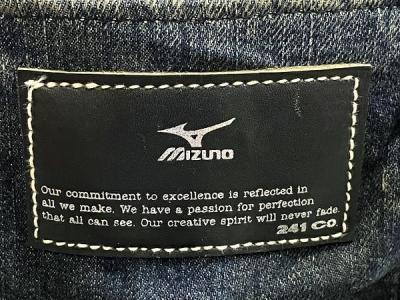 MIZUNO
Our commitment to excellence is reflected in
all we make. We have a passion for perfection
that all can see. Our creative spirit will never fade.
241 CO